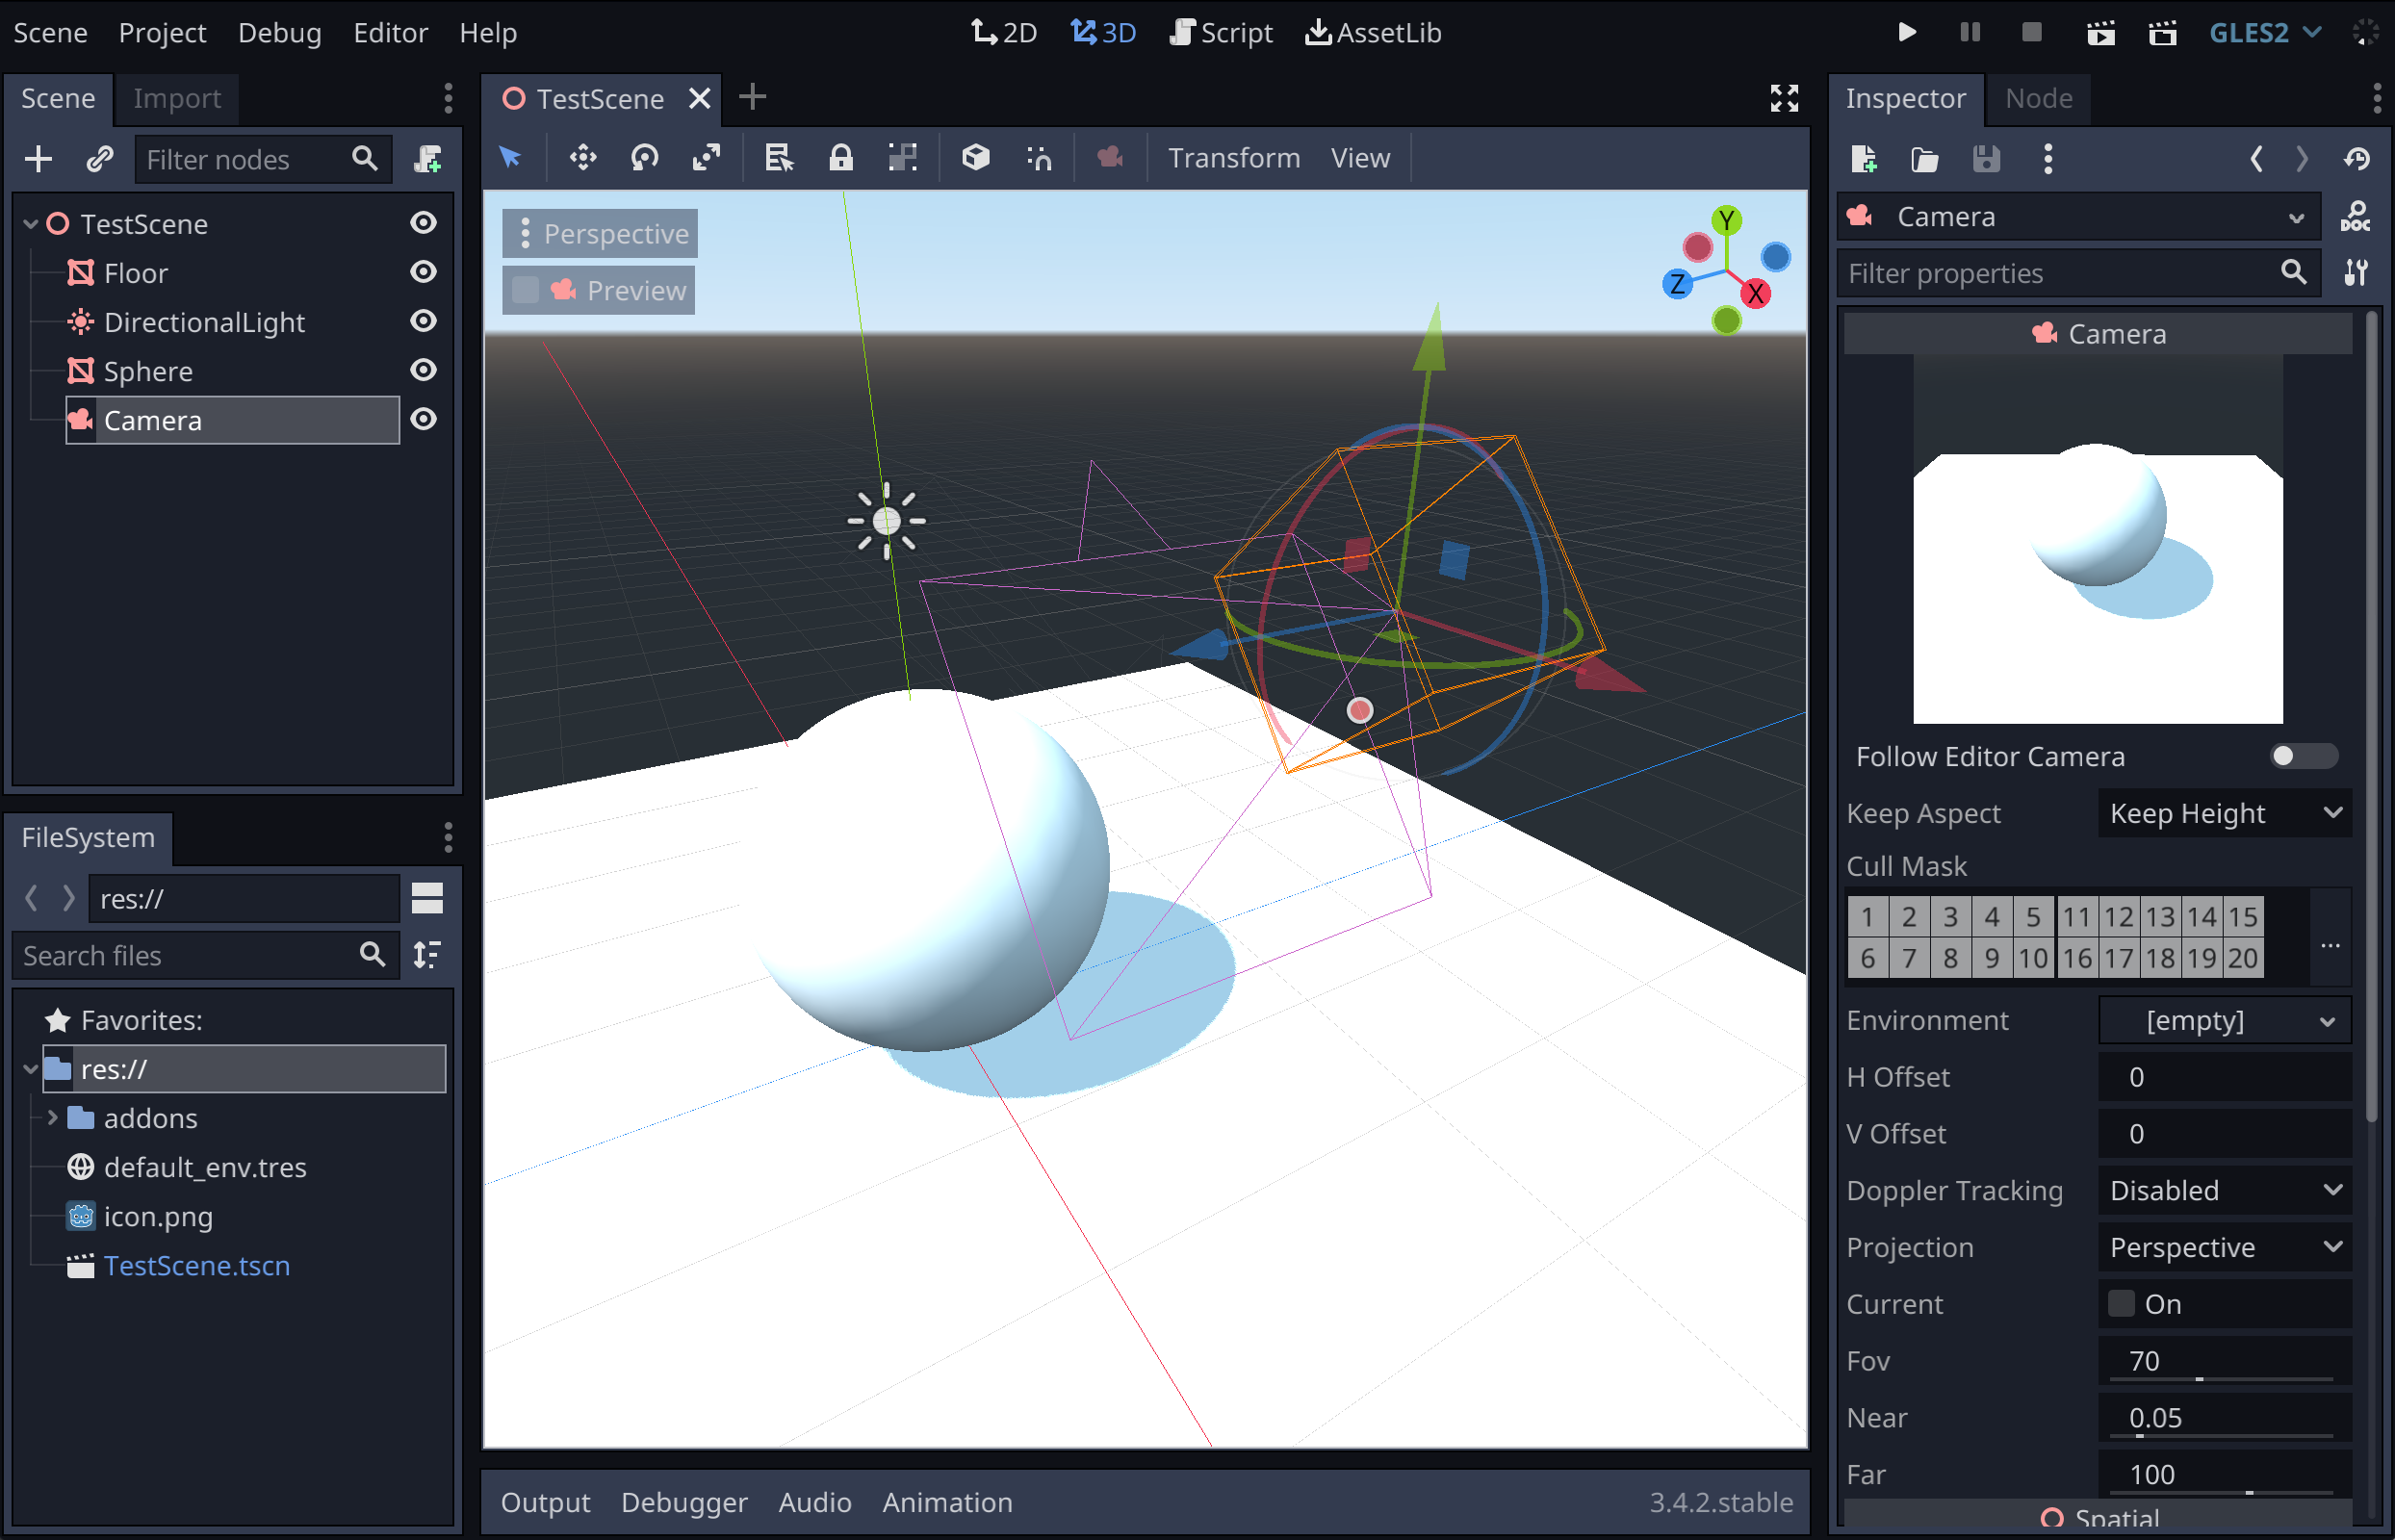 Scene Project Debug Editor Help
2D 3D Script AssetLib
GLES2
Scene Import
Filter nodes
TestScene
Floor
DirectionalLight
Sphere
Camera
FileSystem
res://
Search files
Favorites:
res://
addons
default_env.tres
icon.png
TestScene.tscn
TestScene
Transform View
Perspective
Preview
Y
Z
X
Output Debugger Audio Animation
3.4.2.stable
Inspector Node
Camera
DOC
Filter properties
Camera
Follow Editor Camera
Keep Aspect Keep Height
Cull Mask
1 2 3 4 5 11 12 13 14 15
6 7 8 9 10 16 17 18 19 20
...
Environment [empty]
H Offset 0
V Offset 0
Doppler Tracking Disabled
Projection Perspective
Current On
Fov 70
Near 0.05
Far 100
Spatial